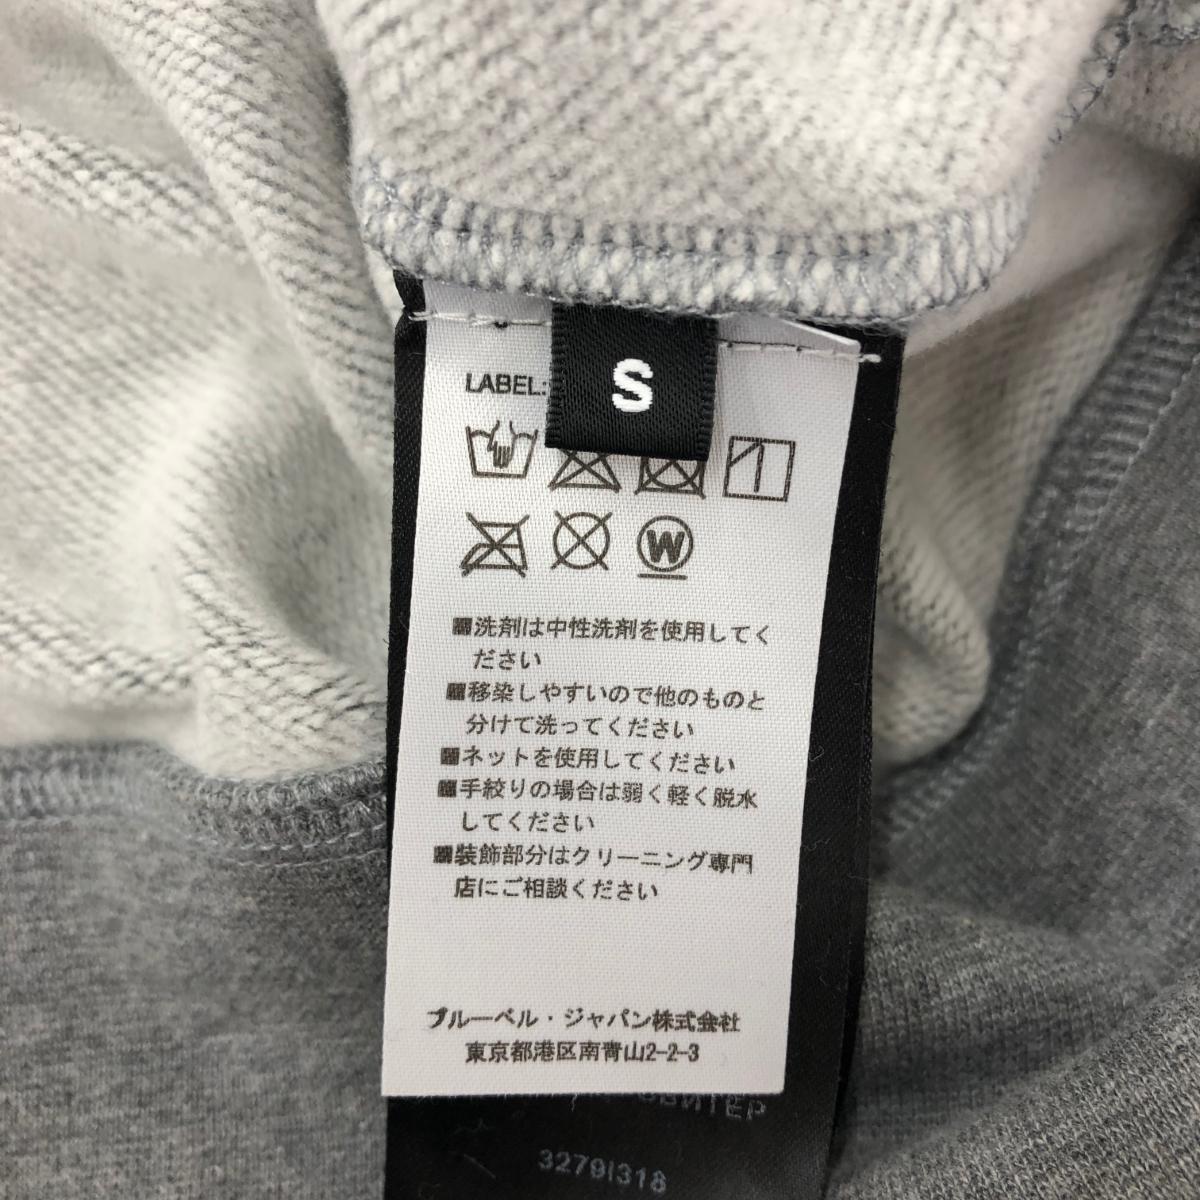 S
LABEL:
W
■洗剤は中性洗剤を使用してく
ださい
■移染しやすいので他のものと
分けて洗ってください
■ネットを使用してください
■手絞りの場合は弱く軽く脱水
してください
■装飾部分はクリーニング専門
店にご相談ください
ブルーベル・ジャパン株式会社
東京都港区南青山2-2-3
СВИТЕР
3279|318